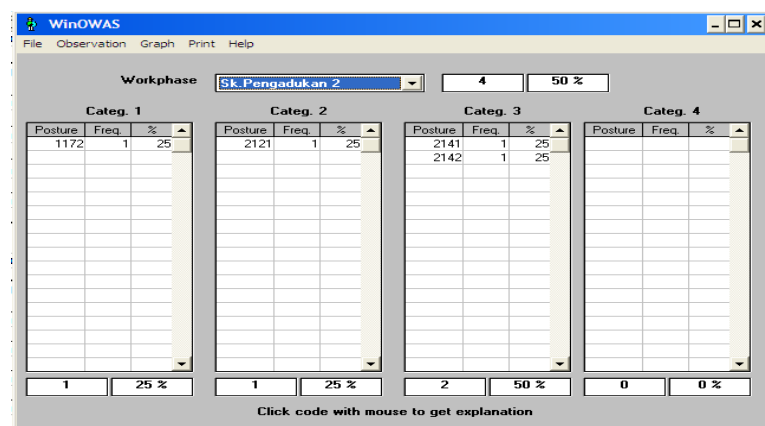 WinOWAS
File Observation Graph Print Help
Workphase Sk.Pengadukan 2 4 50 %
Categ. 1 Categ. 2 Categ. 3 Categ. 4
Posture Freq. % Posture Freq. % Posture Freq. % Posture Freq. %
1172 1 25 2121 1 25 2141 1 25
2142 1 25
1 25 % 1 25 % 2 50 % 0 0 %
Click code with mouse to get explanation